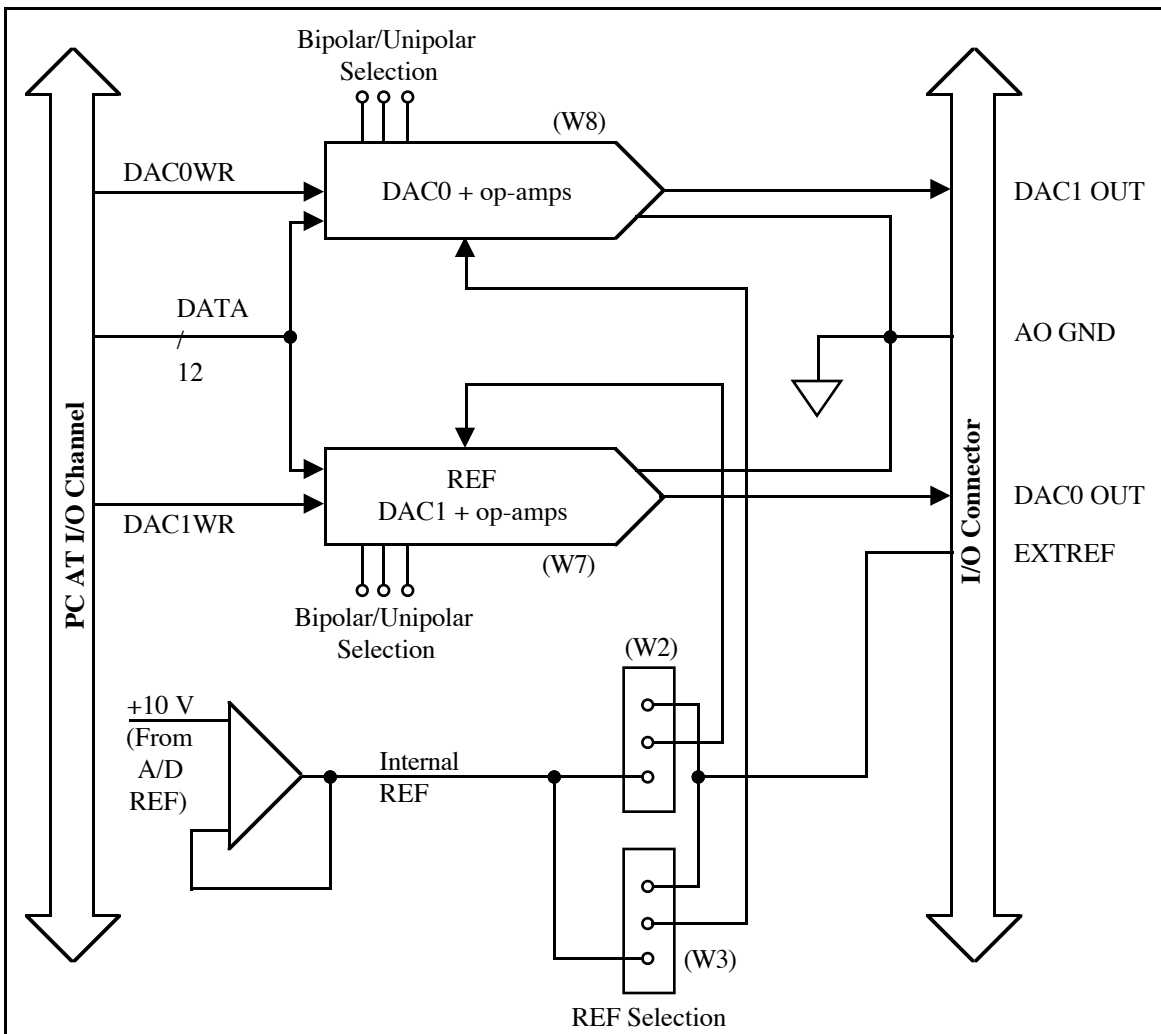 Bipolar/Unipolar
Selection
(W8)
DAC0WR
DAC0 + op-amps
DAC1 OUT
DATA
12
AO GND
PC AT I/O Channel
I/O Connector
REF
DAC1 + op-amps
DAC0 OUT
DAC1WR
(W7)
EXTREF
Bipolar/Unipolar
Selection
(W2)
+10 V
(From
A/D
REF)
Internal
REF
(W3)
REF Selection